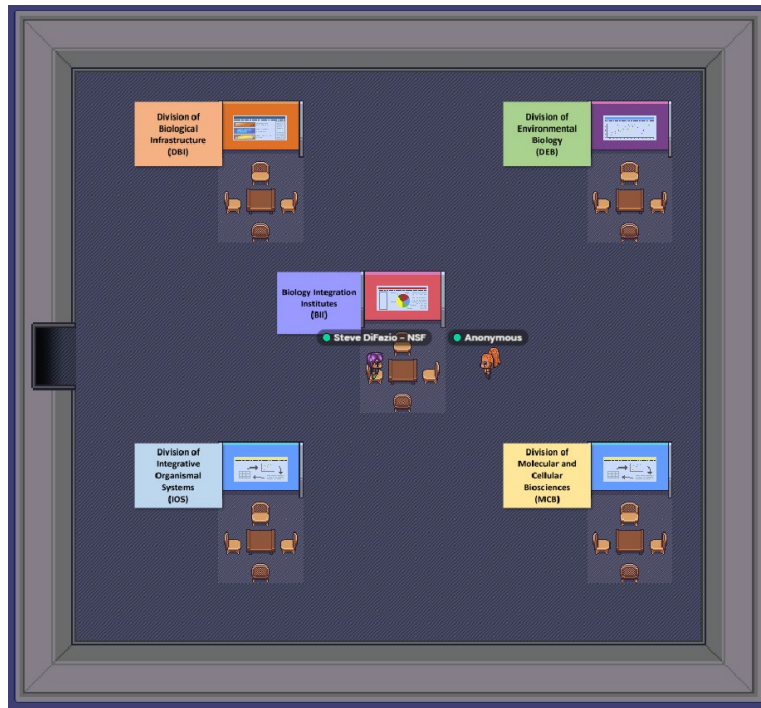 Division of
Biological
Infrastructure
(DBI)
Division of
Environmental
Biology
(DEB)
Biology Integration
Institutes
(BII)
Steve DiFazio - NSF
Anonymous
Division of
Integrative
Organismal
Systems
(IOS)
Division of
Molecular and
Cellular
Biosciences
(MCB)